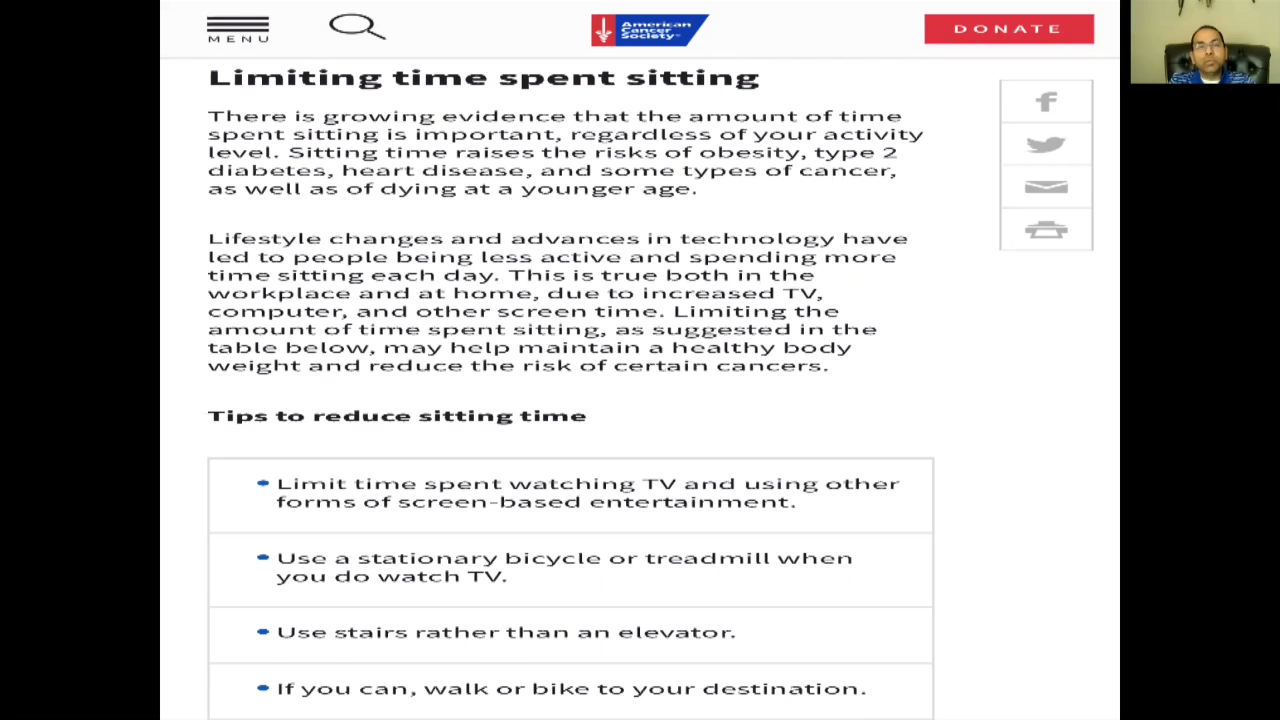 MENU
American
Cancer
Society
DONATE
Limiting time spent sitting
There is growing evidence that the amount of time
spent sitting is important, regardless of your activity
level. Sitting time raises the risks of obesity, type 2
diabetes, heart disease, and some types of cancer,
as well as of dying at a younger age.
Lifestyle changes and advances in technology have
led to people being less active and spending more
time sitting each day. This is true both in the
workplace and at home, due to increased TV,
computer, and other screen time. Limiting the
amount of time spent sitting, as suggested in the
table below, may help maintain a healthy body
weight and reduce the risk of certain cancers.
Tips to reduce sitting time
• Limit time spent watching TV and using other
forms of screen-based entertainment.
• Use a stationary bicycle or treadmill when
you do watch TV.
• Use stairs rather than an elevator.
• If you can, walk or bike to your destination.